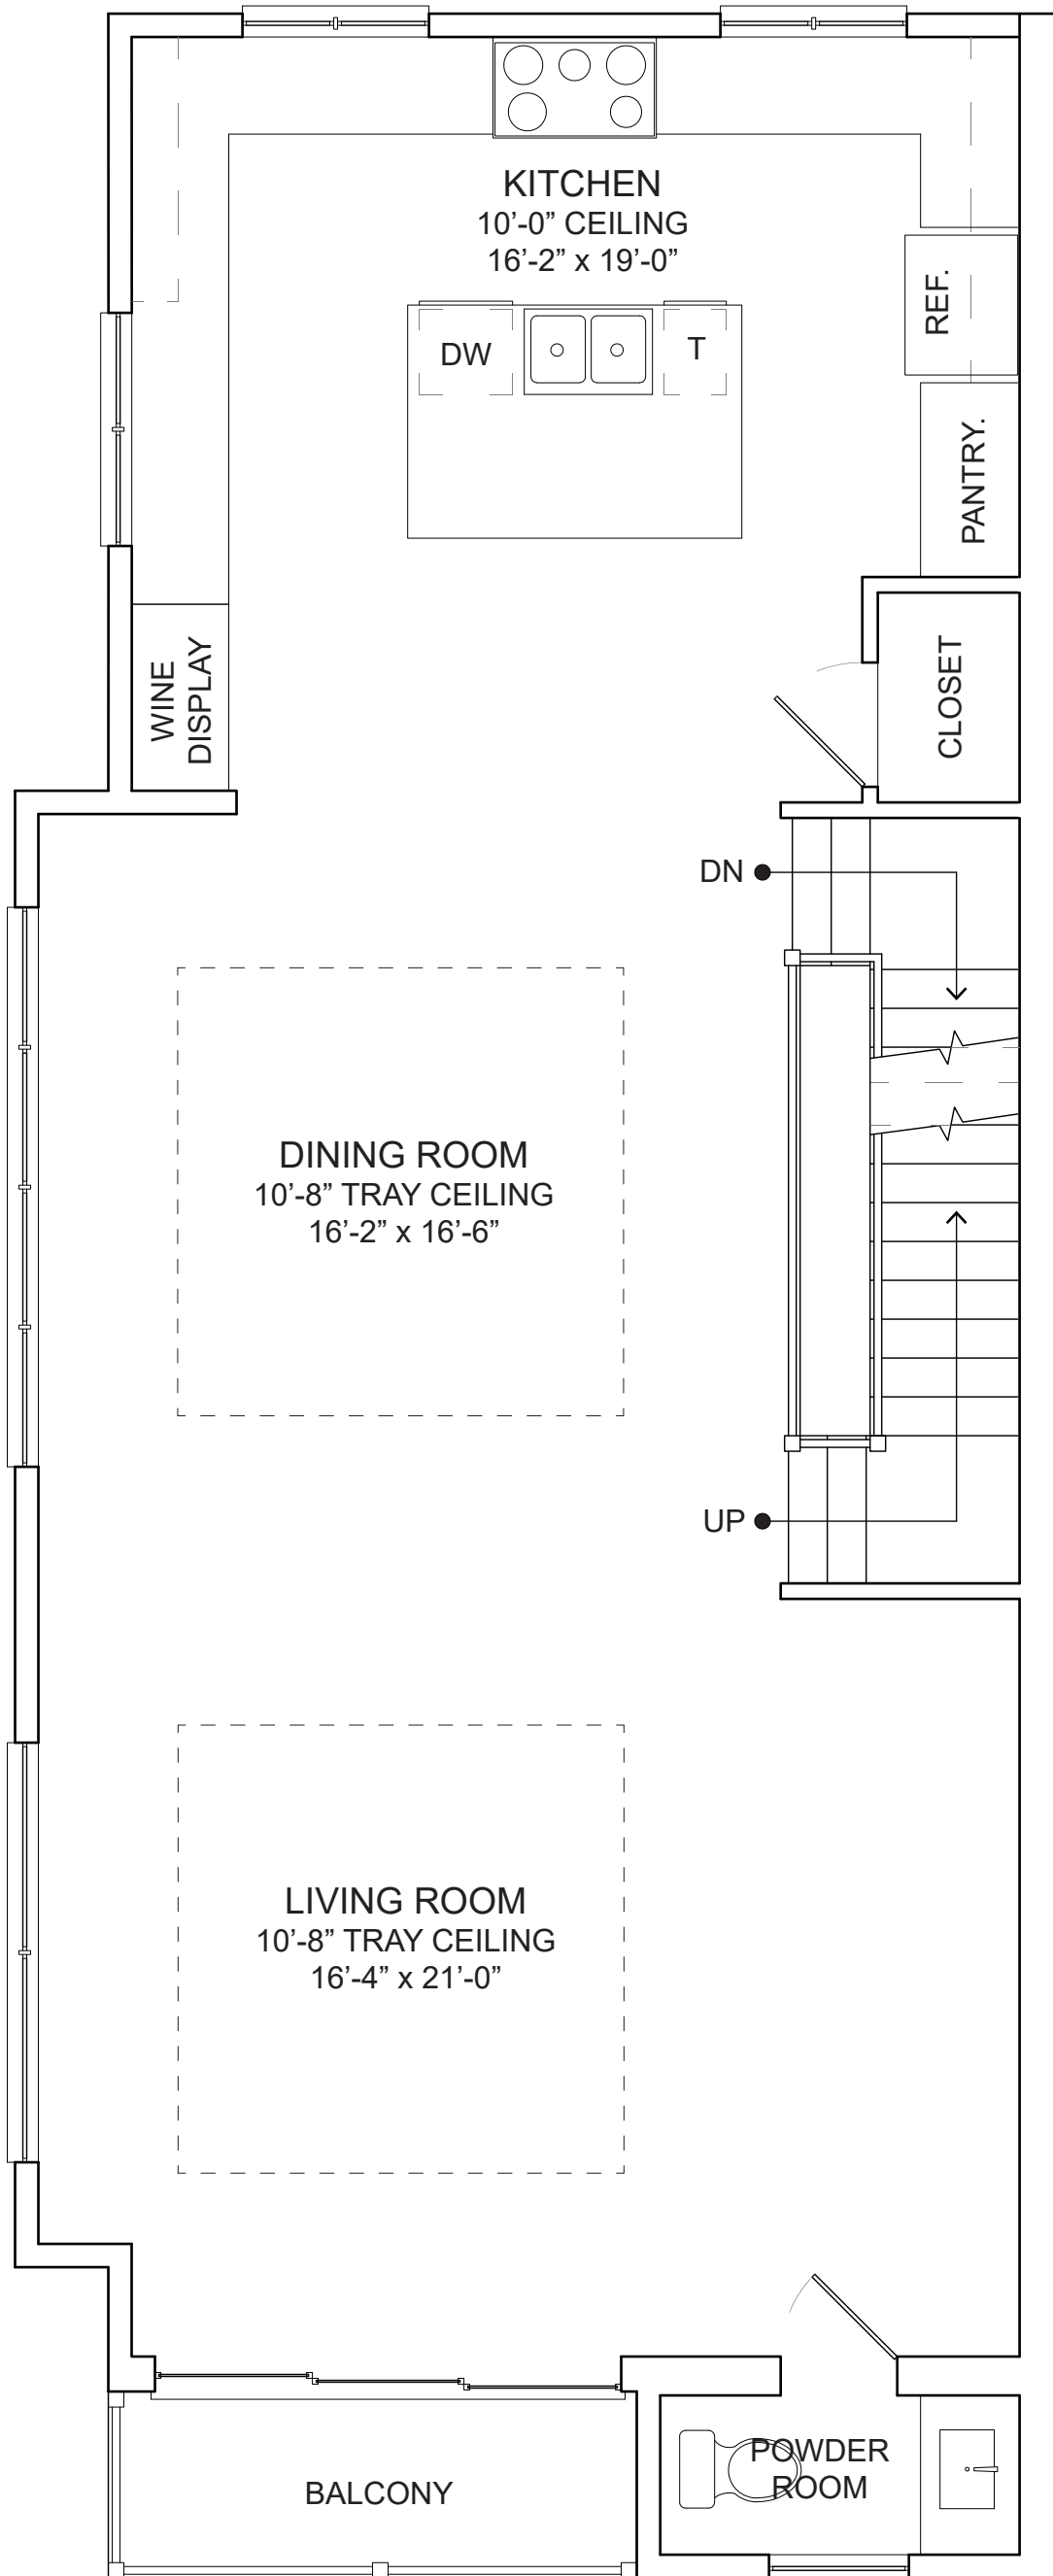 KITCHEN
10’-0” CEILING
16’-2” x 19’-0”
REF.
DW
T
PANTRY.
WINE
DISPLAY
CLOSET
DN
DINING ROOM
10’-8” TRAY CEILING
16’-2” x 16’-6”
UP
LIVING ROOM
10’-8” TRAY CEILING
16’-4” x 21’-0”
POWDER
ROOM
BALCONY